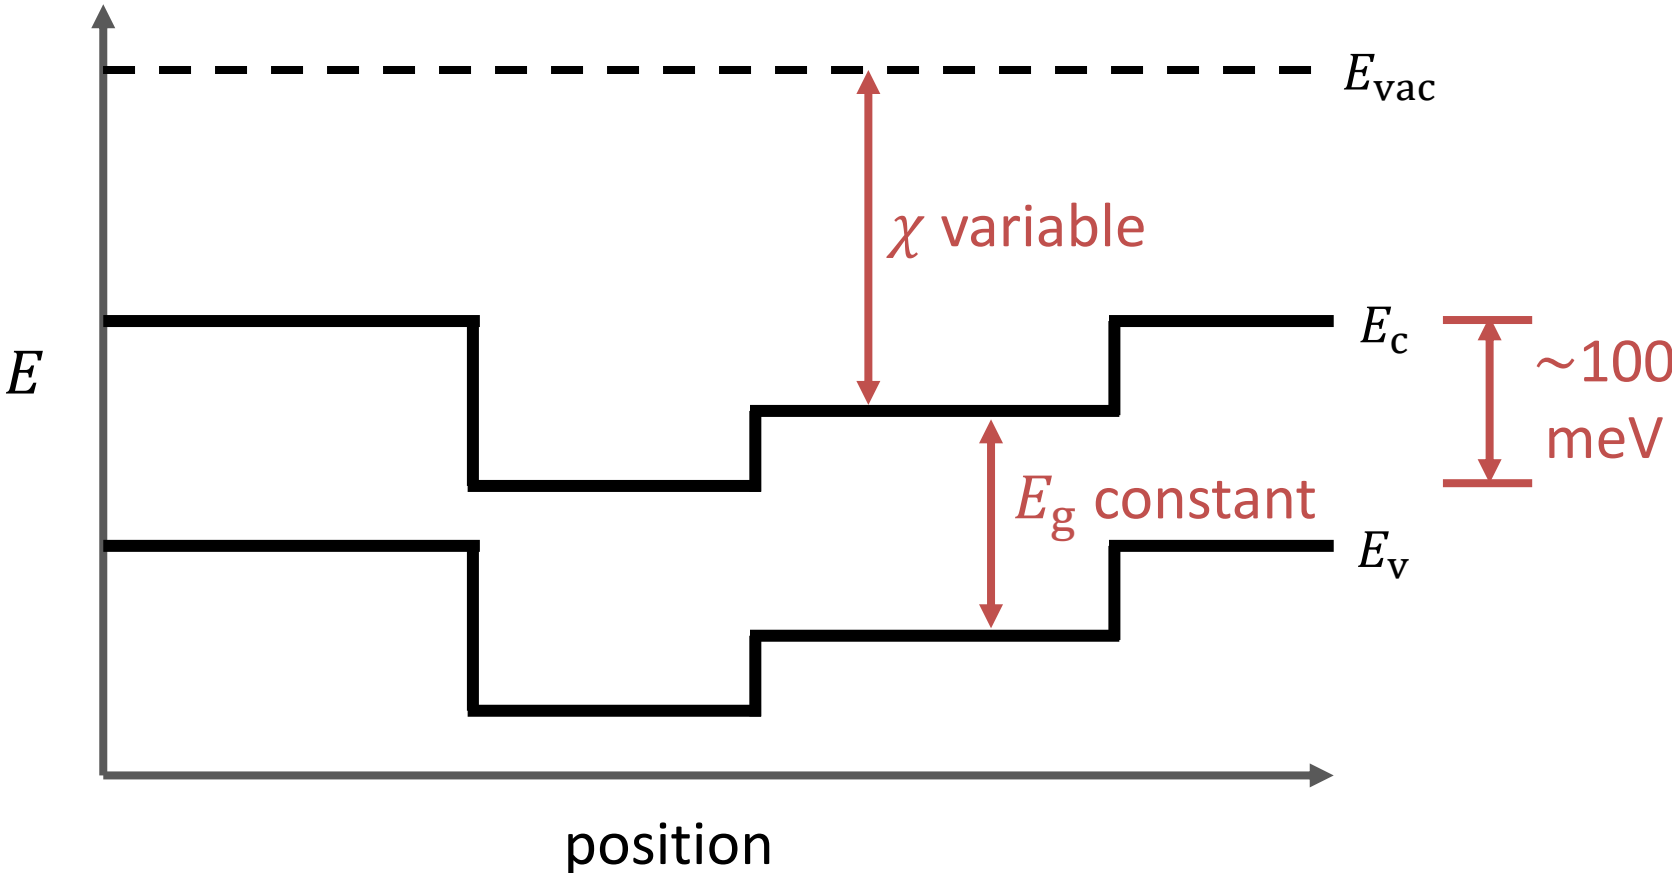 E_vac
χ variable
E_c
~100
meV
E
E_g constant
E_v
position